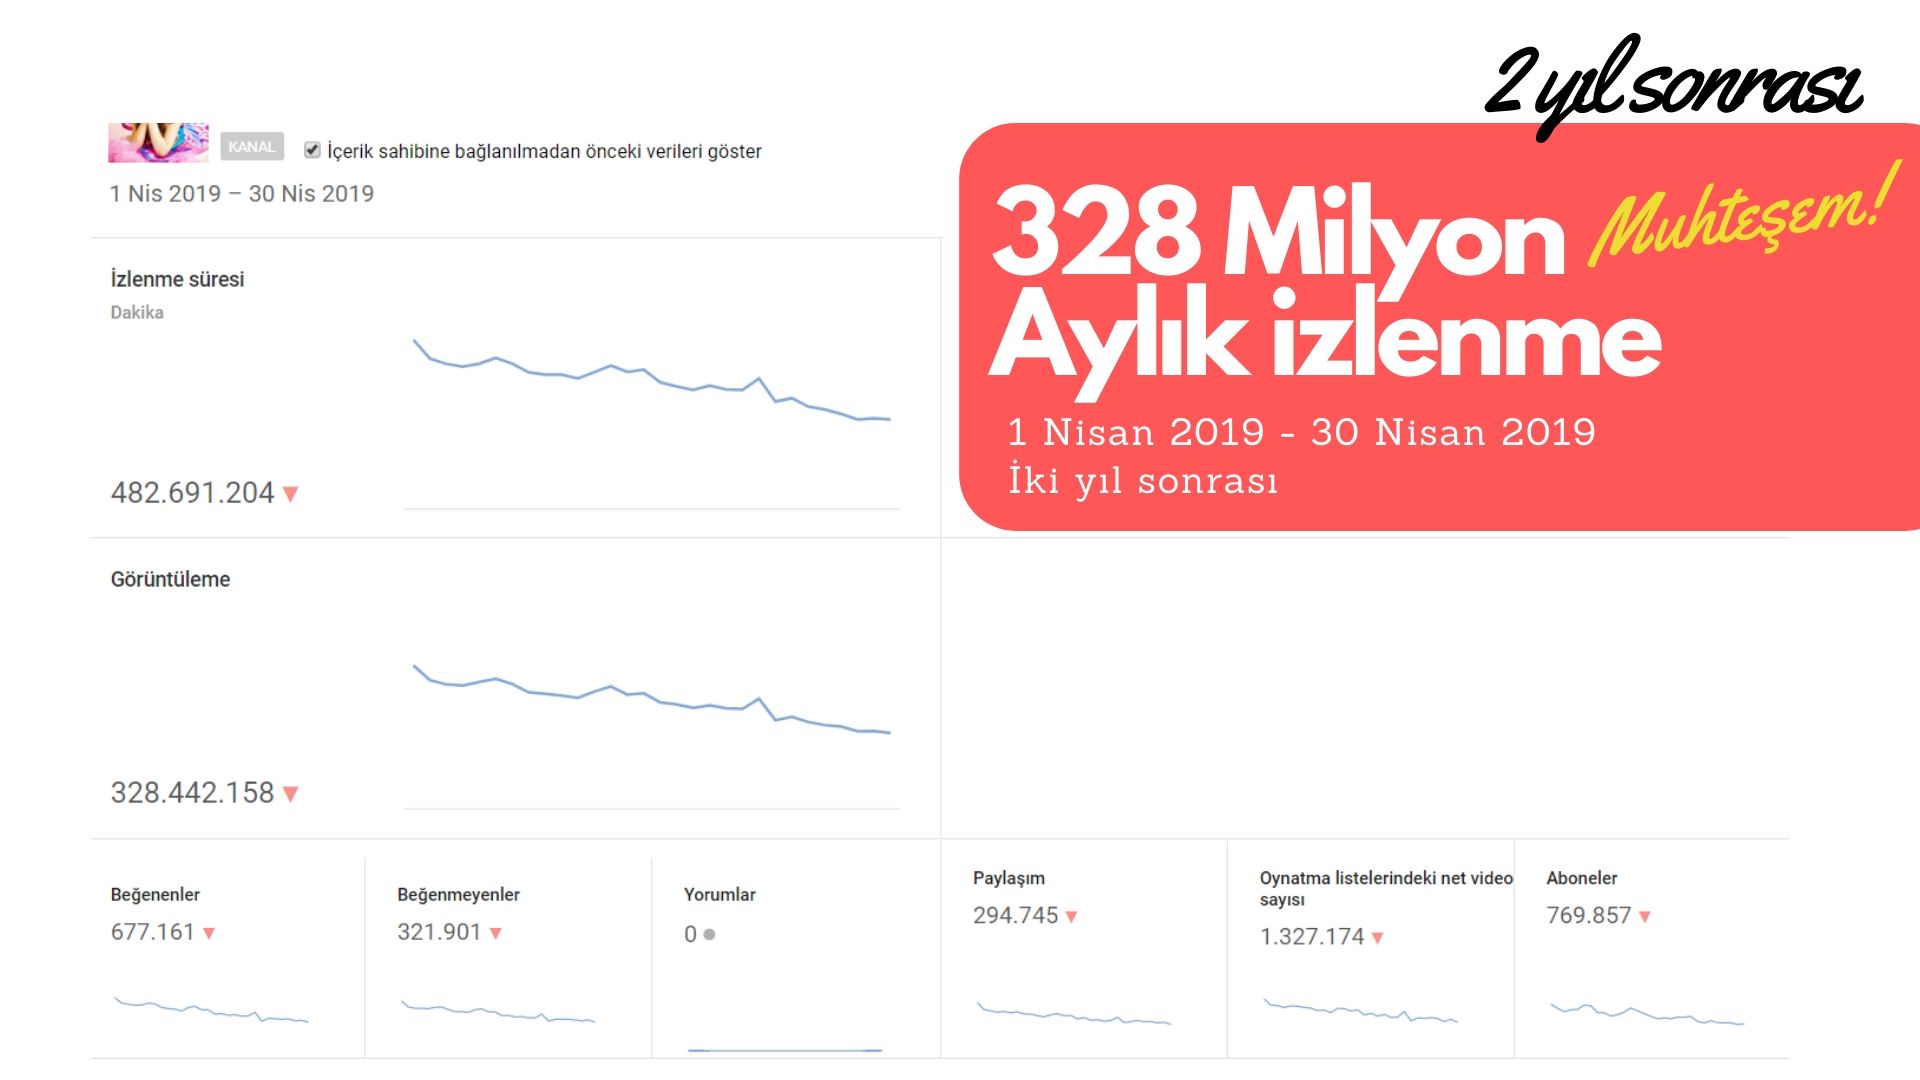 2 yıl sonrası
KANAL
İçerik sahibine bağlanılmadan önceki verileri göster
1 Nis 2019 – 30 Nis 2019
328 Milyon
Muhteşem!
Aylık izlenme
1 Nisan 2019 - 30 Nisan 2019
İki yıl sonrası
İzlenme süresi
Dakika
482.691.204
Görüntüleme
328.442.158
Beğenenler
677.161
Beğenmeyenler
321.901
Yorumlar
0
Paylaşım
294.745
Oynatma listelerindeki net video
sayısı
1.327.174
Aboneler
769.857